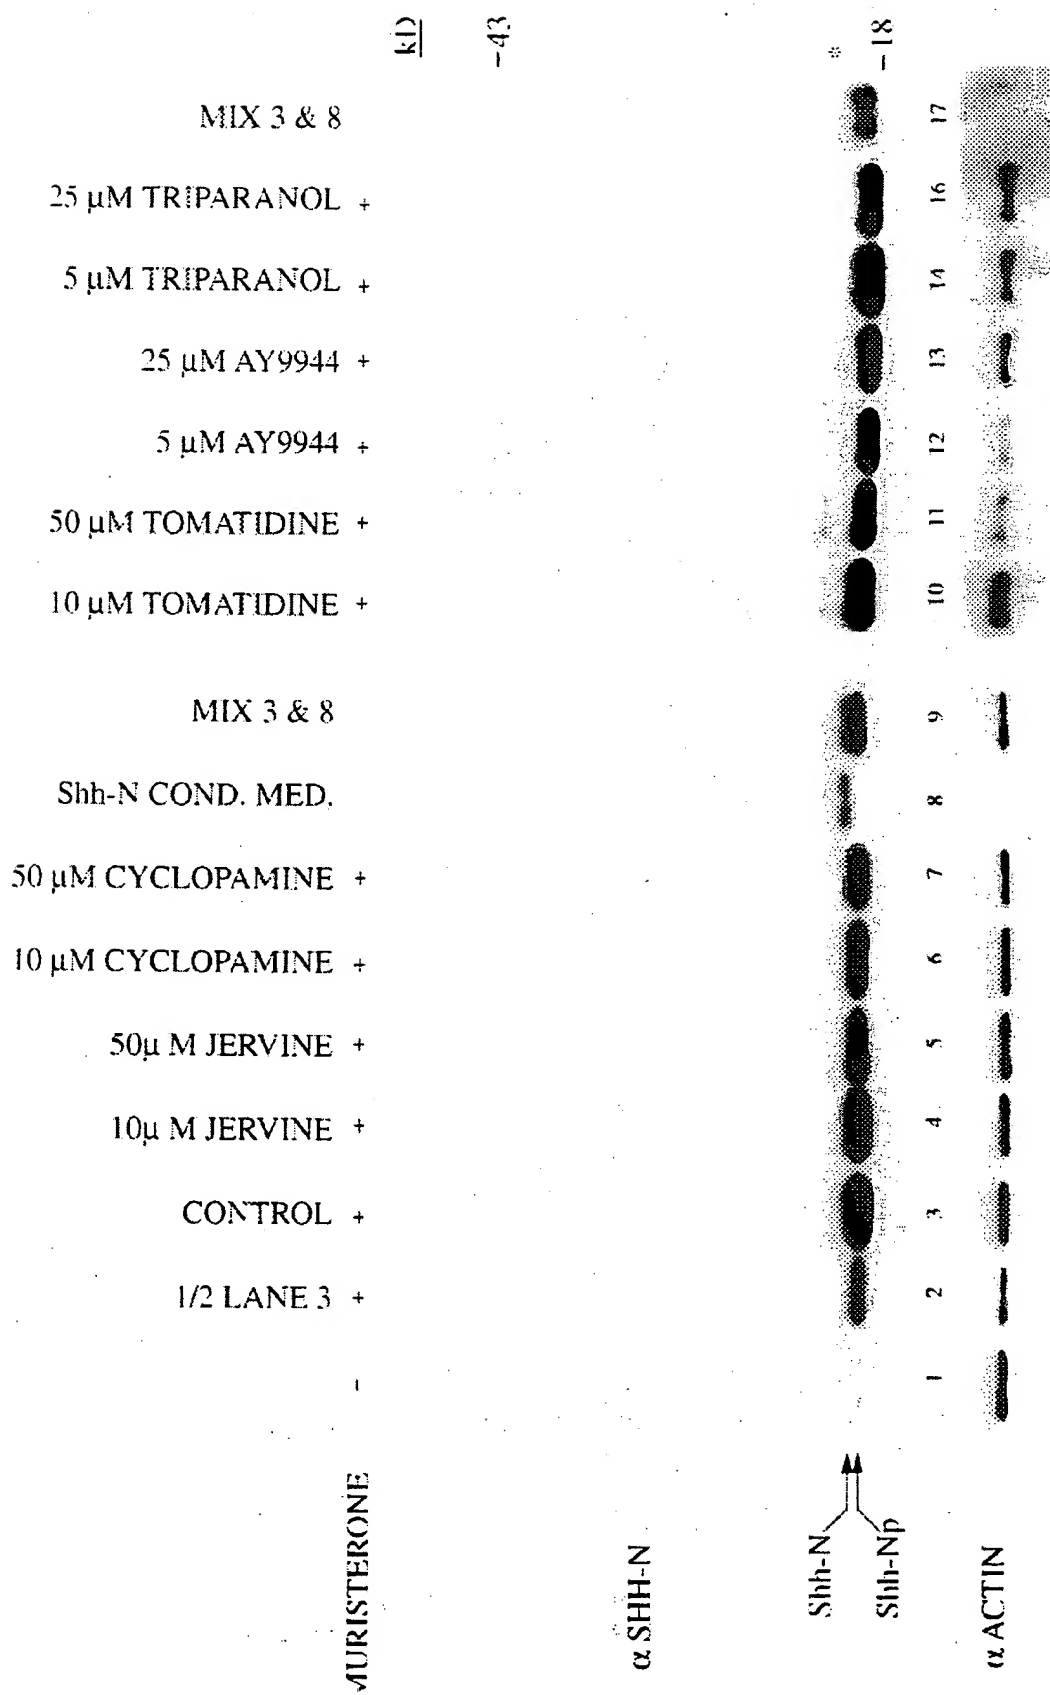 kD
-43
*
-18
MIX 3 & 8
17
25 µM TRIPARANOL +
16
5 µM TRIPARANOL +
14
25 µM AY9944 +
13
5 µM AY9944 +
12
50 µM TOMATIDINE +
11
10 µM TOMATIDINE +
10
MIX 3 & 8
9
Shh-N COND. MED.
8
50 µM CYCLOPAMINE +
7
10 µM CYCLOPAMINE +
6
50µ M JERVINE +
5
10µ M JERVINE +
4
CONTROL +
3
1/2 LANE 3 +
2
-
1
MURISTERONE
α SHH-N
Shh-N
Shh-Np
α ACTIN